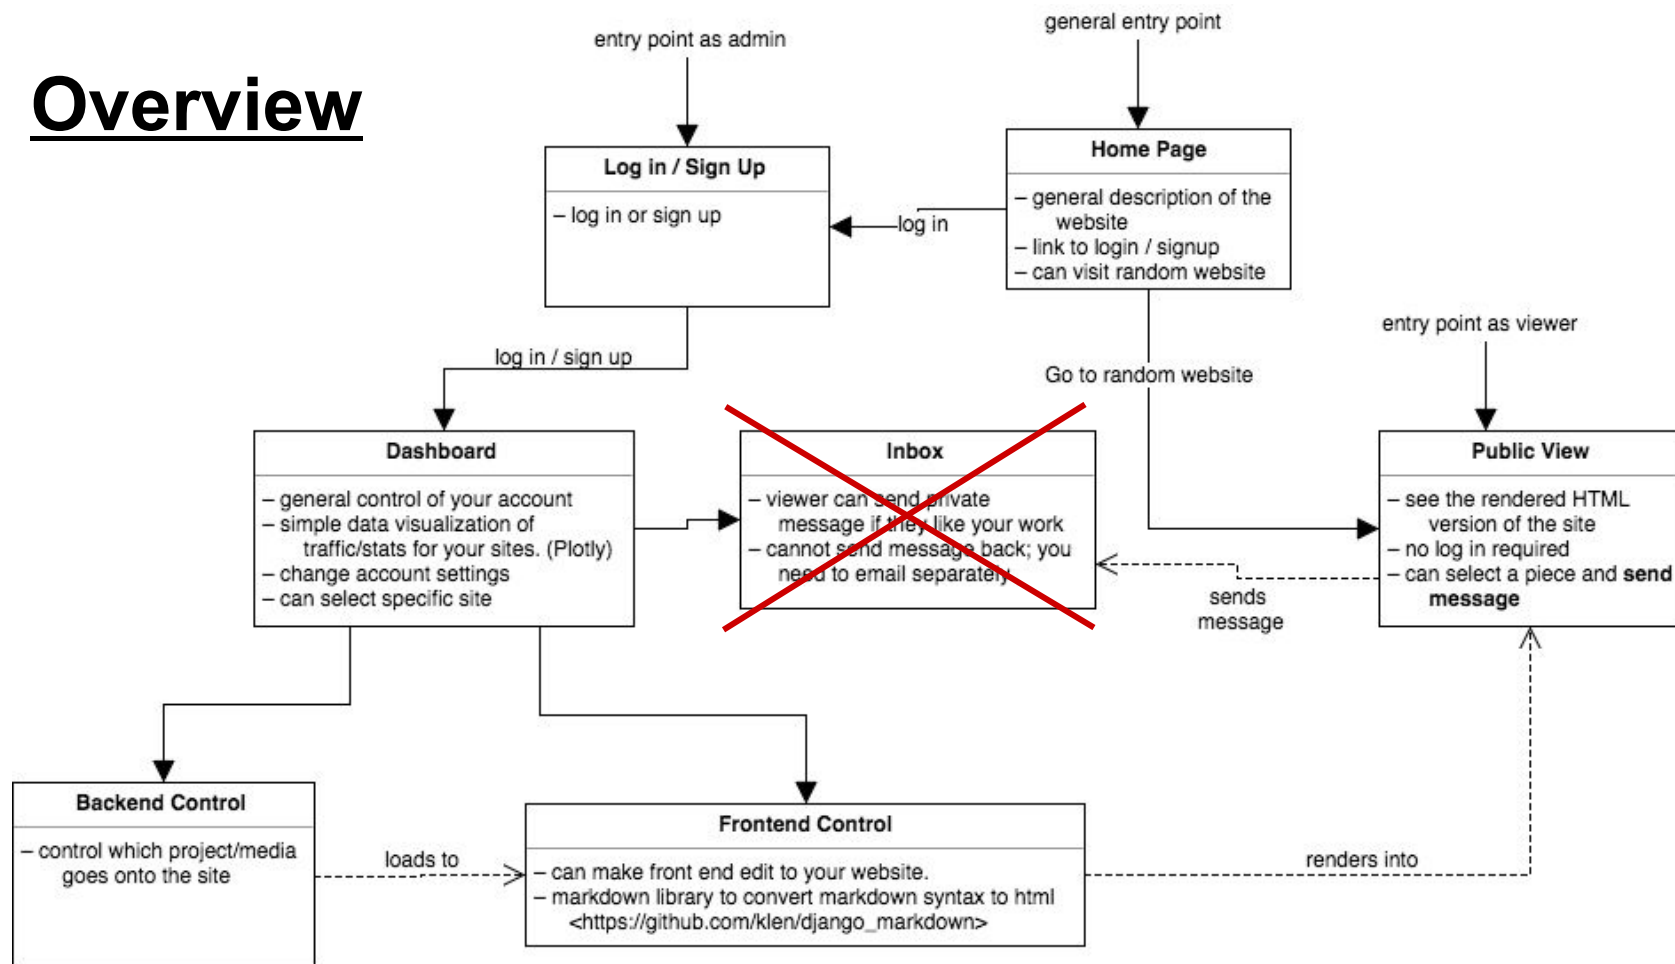 Overview
entry point as admin
general entry point
Log in / Sign Up
– log in or sign up
log in
Home Page
– general description of the
website
– link to login / signup
– can visit random website
log in / sign up
Go to random website
entry point as viewer
Dashboard
– general control of your account
– simple data visualization of
traffic/stats for your sites. (Plotly)
– change account settings
– can select specific site
Inbox
– viewer can send private
message if they like your work
– cannot send message back; you
need to email separately
sends
message
Public View
– see the rendered HTML
version of the site
– no log in required
– can select a piece and send
message
Backend Control
– control which project/media
goes onto the site
loads to
Frontend Control
– can make front end edit to your website.
– markdown library to convert markdown syntax to html
<https://github.com/klen/django_markdown>
renders into